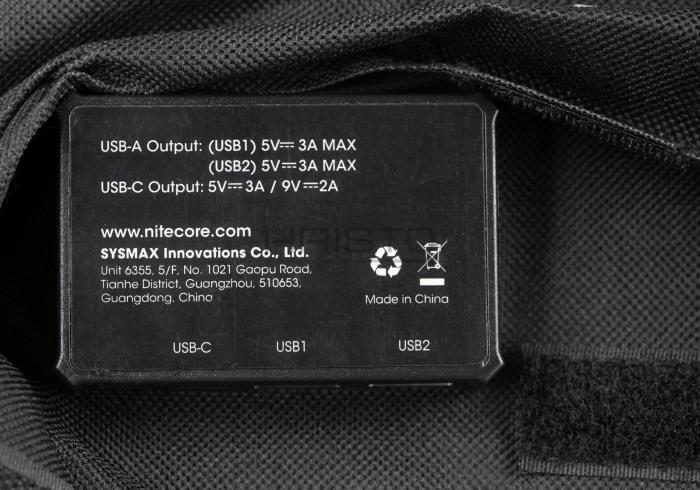 USB-A Output: (USB1) 5V⎓3A MAX
(USB2) 5V⎓3A MAX
USB-C Output: 5V⎓3A / 9V⎓2A
www.nitecore.com
SYSMAX Innovations Co., Ltd.
Unit 6355, 5/F, No. 1021 Gaopu Road,
Tianhe District, Guangzhou, 510653,
Guangdong, China
Made in China
USB-C USB1 USB2